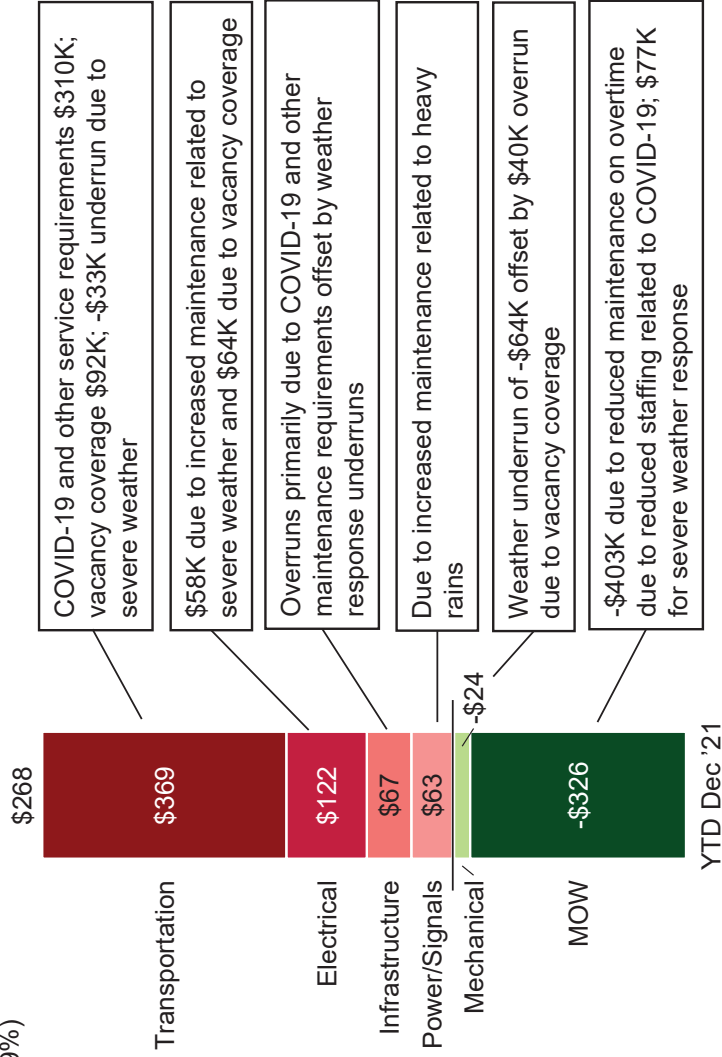 9%)
$268
Transportation
$369
COVID-19 and other service requirements $310K;
vacancy coverage $92K; -$33K underrun due to
severe weather
Electrical
$122
$58K due to increased maintenance related to
severe weather and $64K due to vacancy coverage
Infrastructure
$67
Overruns primarily due to COVID-19 and other
maintenance requirements offset by weather
response underruns
Power/Signals
$63
Due to increased maintenance related to heavy
rains
Mechanical
-$24
Weather underrun of -$64K offset by $40K overrun
due to vacancy coverage
MOW
-$326
-$403K due to reduced maintenance on overtime
due to reduced staffing related to COVID-19; $77K
for severe weather response
YTD Dec '21